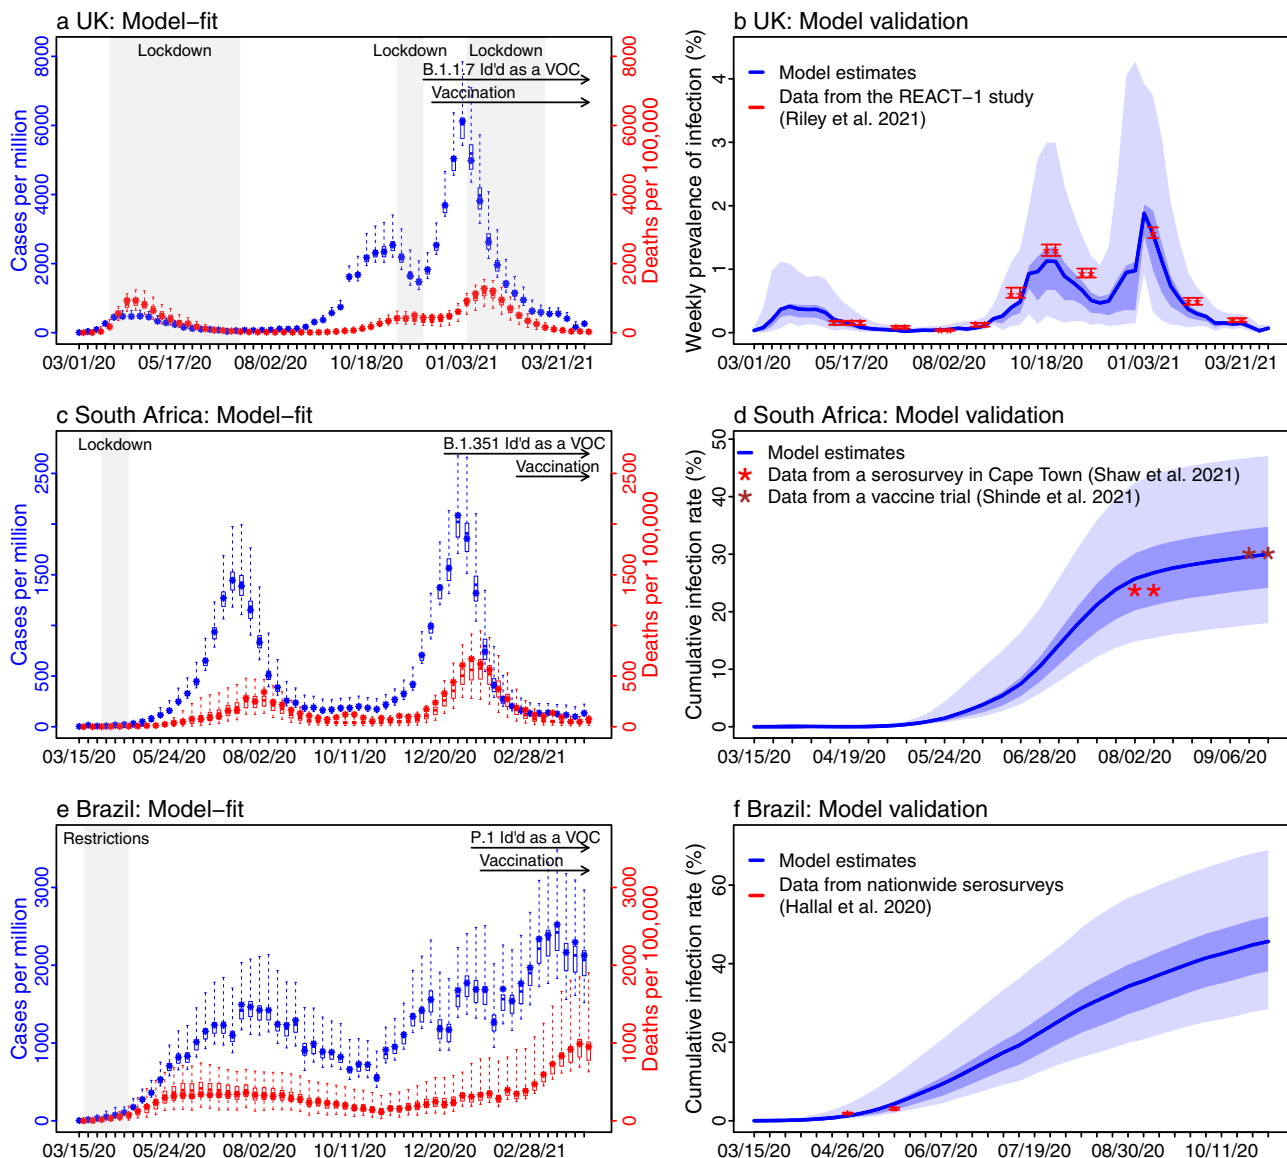 a UK: Model−fit
Lockdown
Lockdown
Lockdown
B.1.1.7 Id'd as a VOC
Vaccination
Cases per million
Deaths per 100,000
8000
6000
4000
2000
0
8000
6000
4000
2000
0
03/01/20 05/17/20 08/02/20 10/18/20 01/03/21 03/21/21
b UK: Model validation
Model estimates
Data from the REACT−1 study
(Riley et al. 2021)
Weekly prevalence of infection (%)
4
3
2
1
0
03/01/20 05/17/20 08/02/20 10/18/20 01/03/21 03/21/21
c South Africa: Model−fit
Lockdown
B.1.351 Id'd as a VOC
Vaccination
Cases per million
Deaths per 100,000
2500
1500
500
0
2500
1500
500
0
03/15/20 05/24/20 08/02/20 10/11/20 12/20/20 02/28/21
d South Africa: Model validation
Model estimates
Data from a serosurvey in Cape Town (Shaw et al. 2021)
Data from a vaccine trial (Shinde et al. 2021)
Cumulative infection rate (%)
50
40
30
20
10
0
03/15/20 04/19/20 05/24/20 06/28/20 08/02/20 09/06/20
e Brazil: Model−fit
Restrictions
P.1 Id'd as a VOC
Vaccination
Cases per million
Deaths per 100,000
3000
2000
1000
0
3000
2000
1000
0
03/15/20 05/24/20 08/02/20 10/11/20 12/20/20 02/28/21
f Brazil: Model validation
Model estimates
Data from nationwide serosurveys
(Hallal et al. 2020)
Cumulative infection rate (%)
60
40
20
0
03/15/20 04/26/20 06/07/20 07/19/20 08/30/20 10/11/20